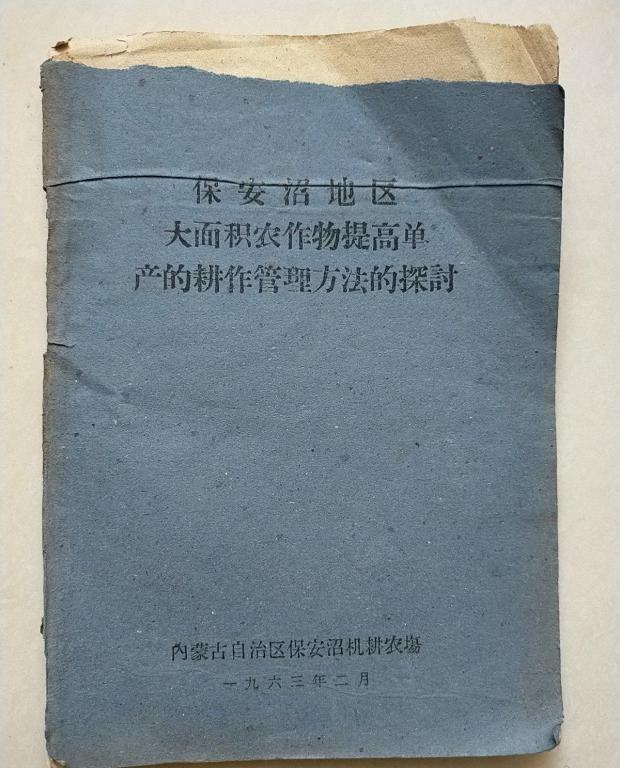 保安沼地区
大面积农作物提高单
产的耕作管理方法的探討
內蒙古自治区保安沼机耕农塲
一九六三年二月